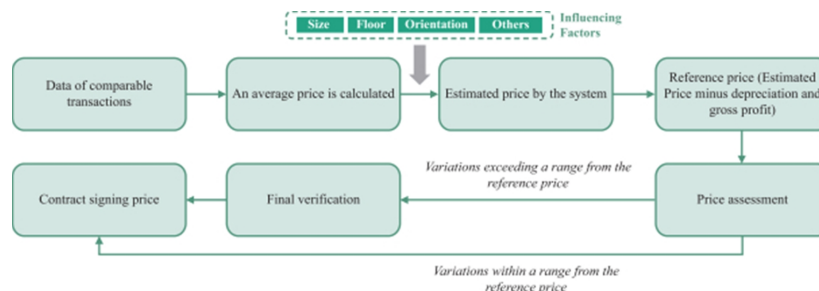 Size
Floor
Orientation
Others
Influencing
Factors
Data of comparable
transactions
An average price is calculated
Estimated price by the system
Reference price (Estimated
Price minus depreciation and
gross profit)
Variations exceeding a range from the
reference price
Contract signing price
Final verification
Price assessment
Variations within a range from the
reference price